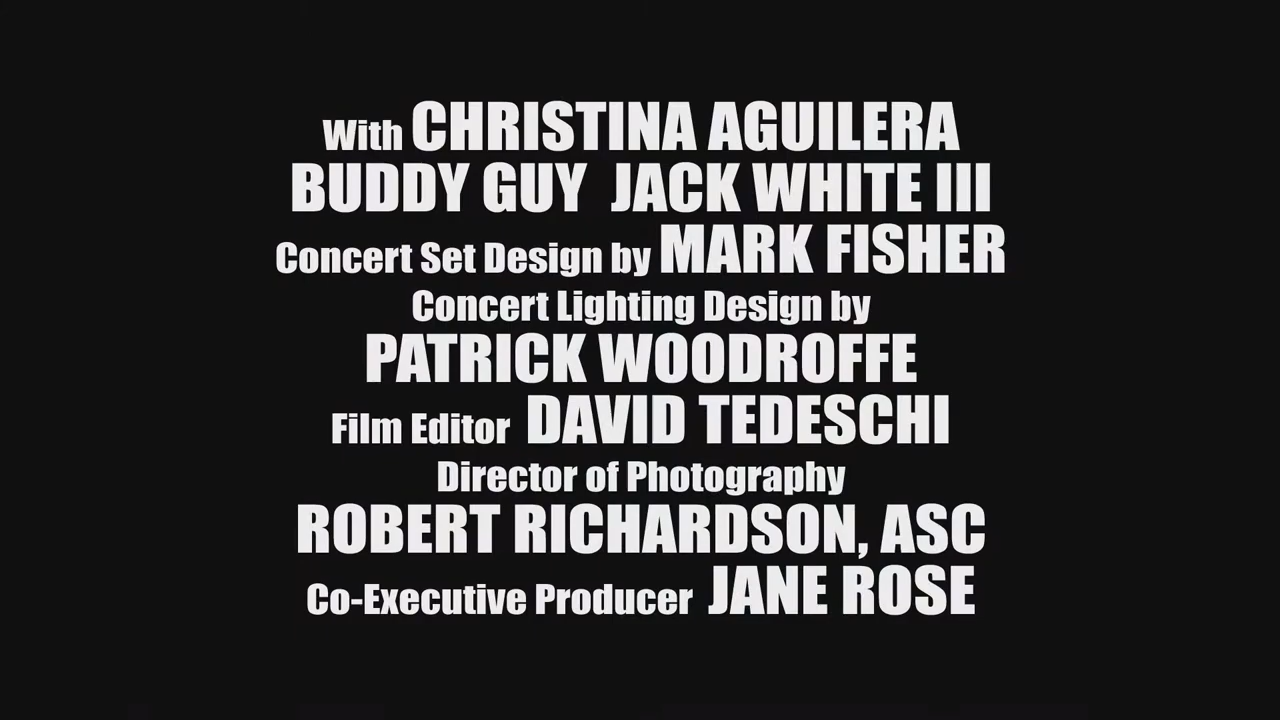 With CHRISTINA AGUILERA
BUDDY GUY JACK WHITE III
Concert Set Design by MARK FISHER
Concert Lighting Design by
PATRICK WOODROFFE
Film Editor DAVID TEDESCHI
Director of Photography
ROBERT RICHARDSON, ASC
Co-Executive Producer JANE ROSE